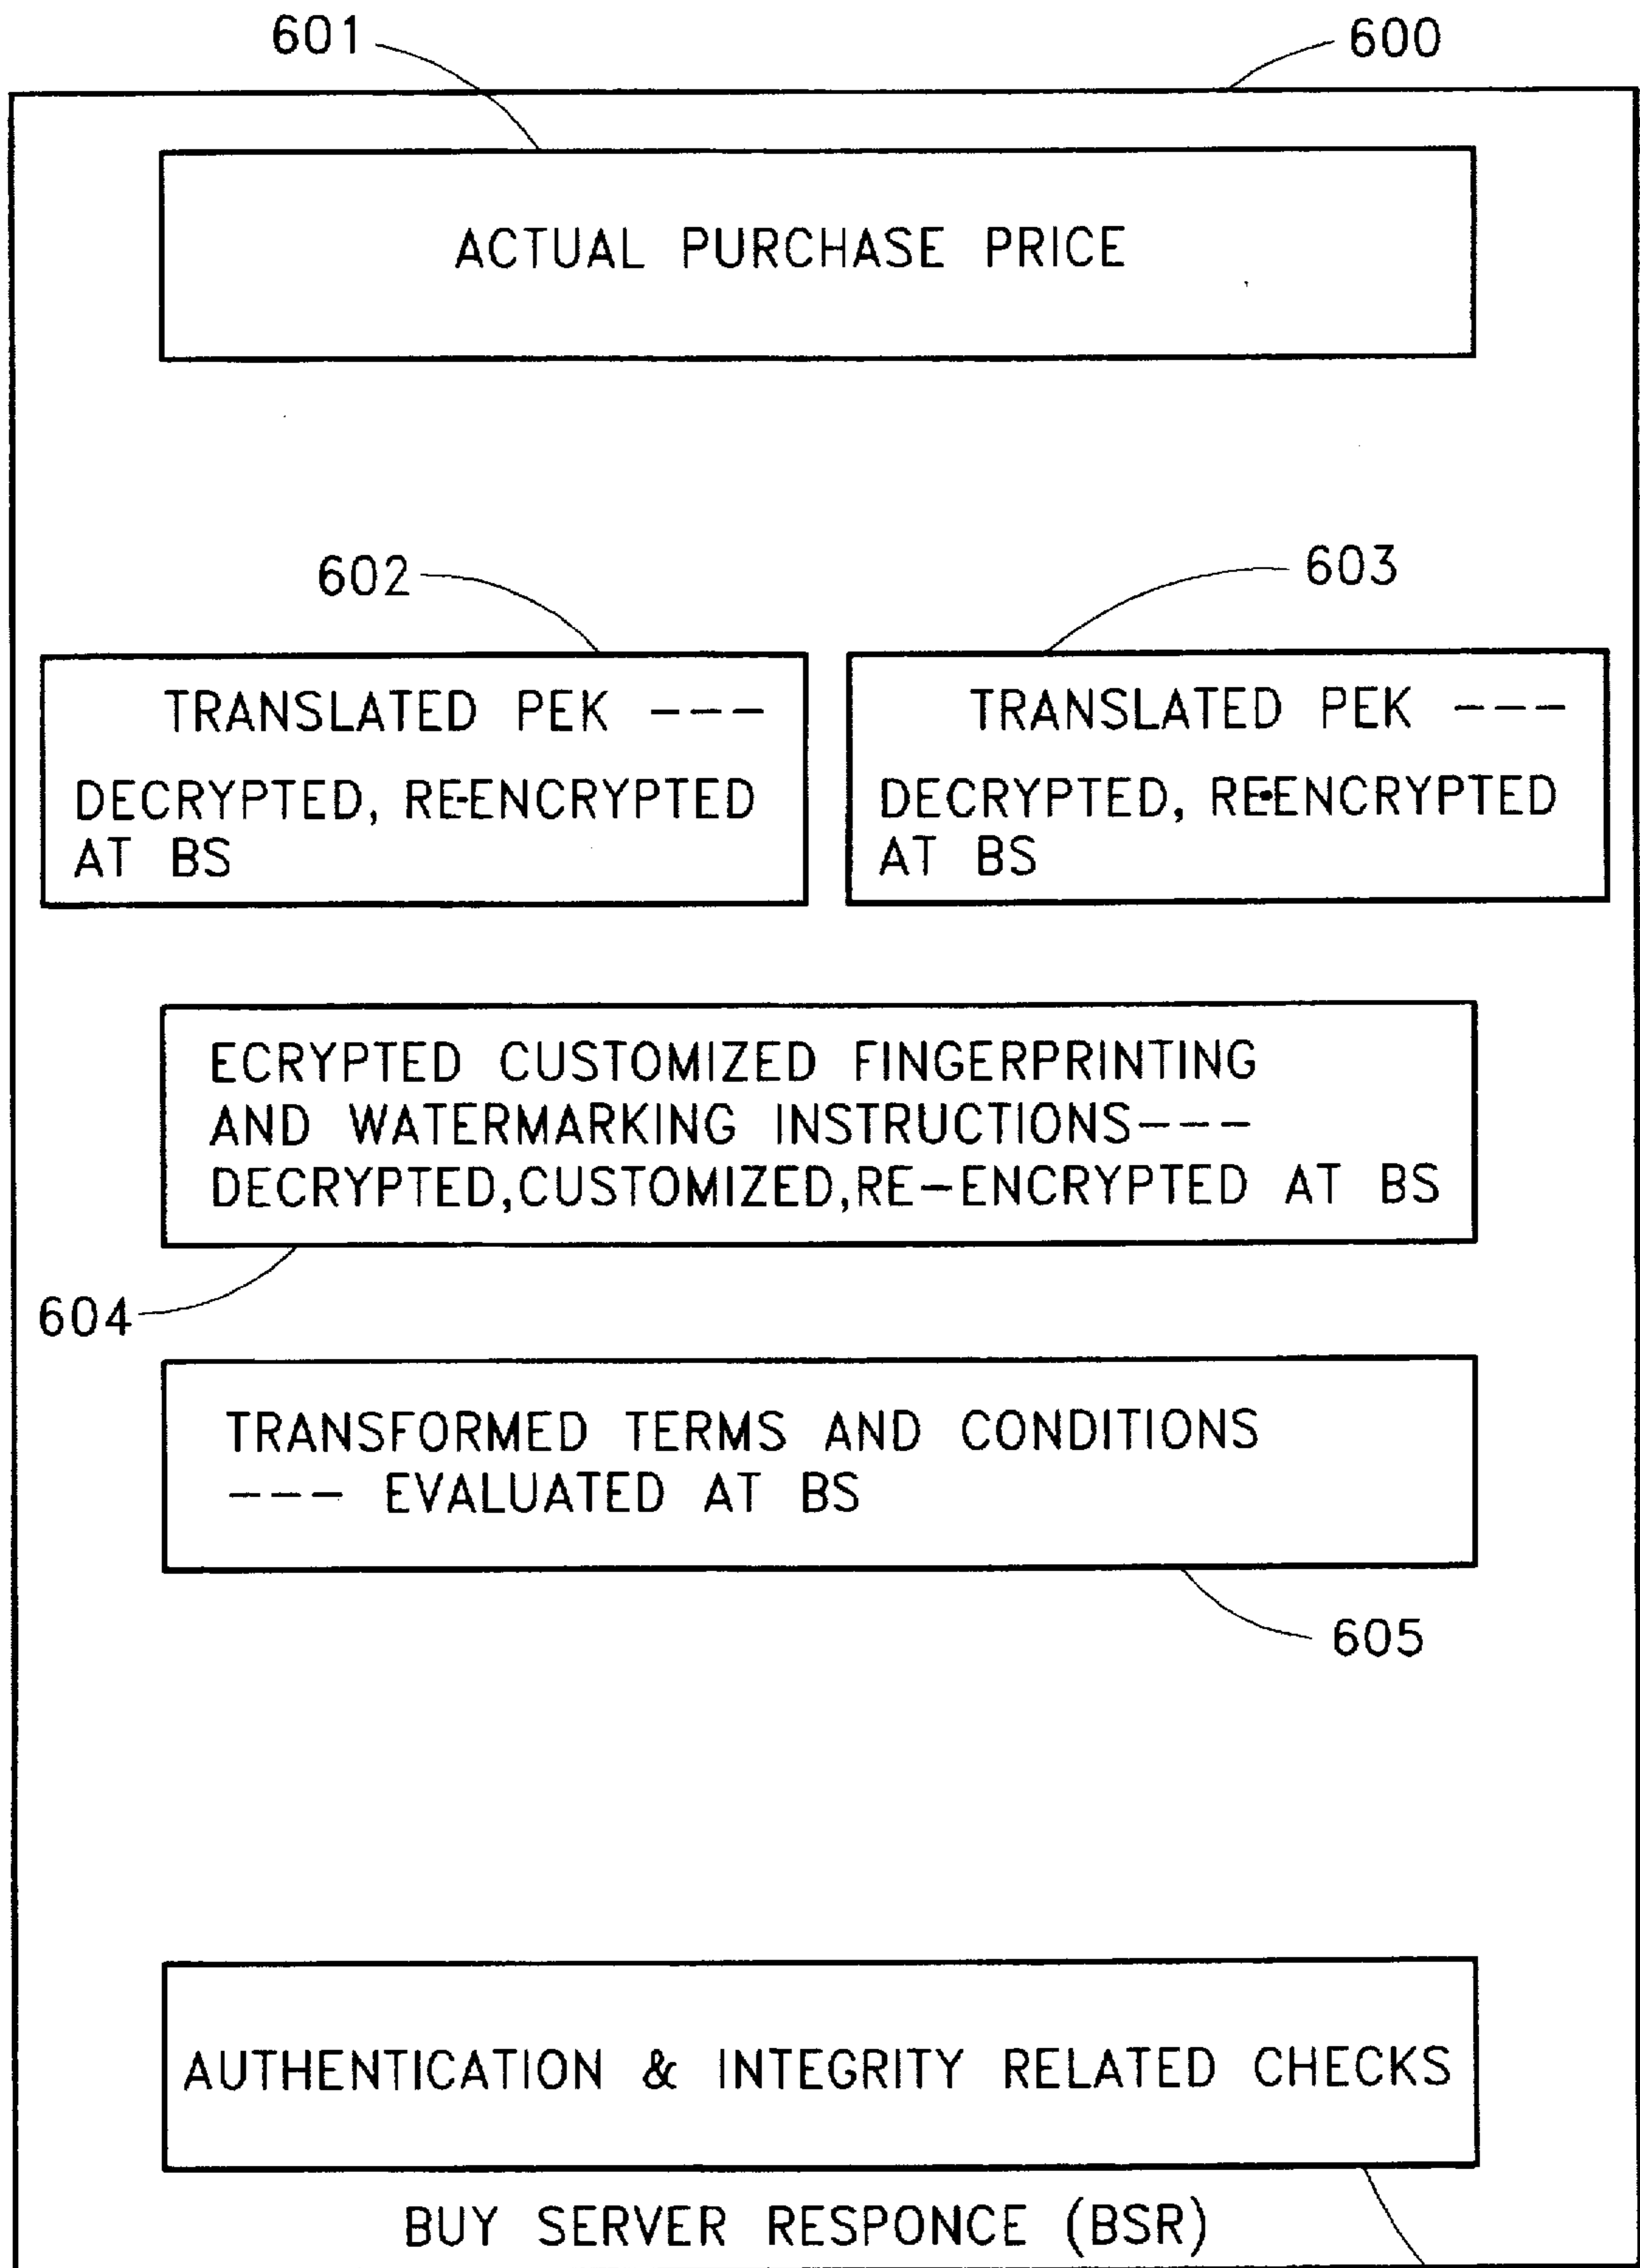 601
600
ACTUAL PURCHASE PRICE
602
603
TRANSLATED PEK ---
DECRYPTED, RE-ENCRYPTED
AT BS
TRANSLATED PEK ---
DECRYPTED, RE-ENCRYPTED
AT BS
ECRYPTED CUSTOMIZED FINGERPRINTING
AND WATERMARKING INSTRUCTIONS---
DECRYPTED,CUSTOMIZED,RE-ENCRYPTED AT BS
604
TRANSFORMED TERMS AND CONDITIONS
--- EVALUATED AT BS
605
AUTHENTICATION & INTEGRITY RELATED CHECKS
BUY SERVER RESPONCE (BSR)